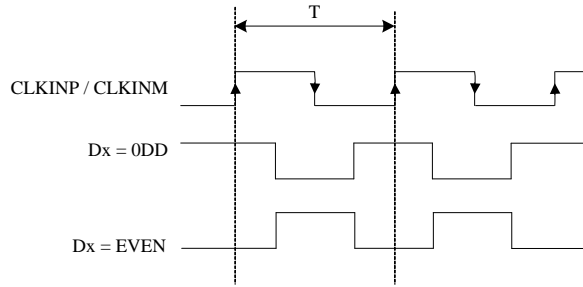 T
CLKINP / CLKINM
Dx = 0DD
Dx = EVEN